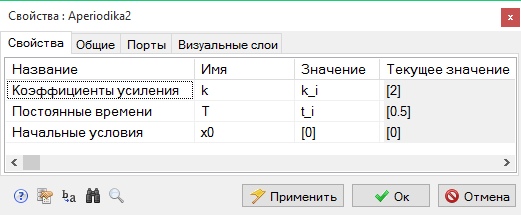 Свойства : Aperiodika2
Свойства Общие Порты Визуальные слои
Название Имя Значение Текущее значение
Коэффициенты усиления k k_i [2]
Постоянные времени T t_i [0.5]
Начальные условия x0 [0] [0]
Применить Ok Отмена